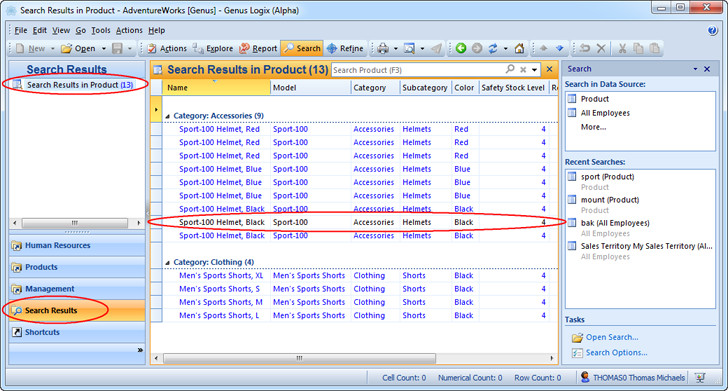 Search Results in Product - AdventureWorks [Genus] - Genus Logix (Alpha)
File Edit View Go Tools Actions Help
New Open Actions Explore Report Search Refine
Search Results
Search Results in Product (13)
Human Resources
Products
Management
Search Results
Shortcuts
»
Search Results in Product (13) Search Product (F3)
Name Model Category Subcategory Color Safety Stock Level
Category: Accessories (9)
Sport-100 Helmet, Red Sport-100 Accessories Helmets Red 4
Sport-100 Helmet, Red Sport-100 Accessories Helmets Red 4
Sport-100 Helmet, Red Sport-100 Accessories Helmets Red 4
Sport-100 Helmet, Blue Sport-100 Accessories Helmets Blue 4
Sport-100 Helmet, Blue Sport-100 Accessories Helmets Blue 4
Sport-100 Helmet, Blue Sport-100 Accessories Helmets Blue 4
Sport-100 Helmet, Black Sport-100 Accessories Helmets Black 4
Sport-100 Helmet, Black Sport-100 Accessories Helmets Black 4
Sport-100 Helmet, Black Sport-100 Accessories Helmets Black 4
Category: Clothing (4)
Men's Sports Shorts, XL Men's Sports Shorts Clothing Shorts Black 4
Men's Sports Shorts, S Men's Sports Shorts Clothing Shorts Black 4
Men's Sports Shorts, M Men's Sports Shorts Clothing Shorts Black 4
Men's Sports Shorts, L Men's Sports Shorts Clothing Shorts Black 4
Search
Search in Data Source:
Product
All Employees
More...
Recent Searches:
sport (Product)
Product
mount (Product)
Product
bak (All Employees)
All Employees
Sales Territory My Sales Territory (A...
All Employees
Tasks
Open Search...
Search Options...
Cell Count: 0 Numerical Count: 0 Row Count: 0 THOMAS0 Thomas Michaels